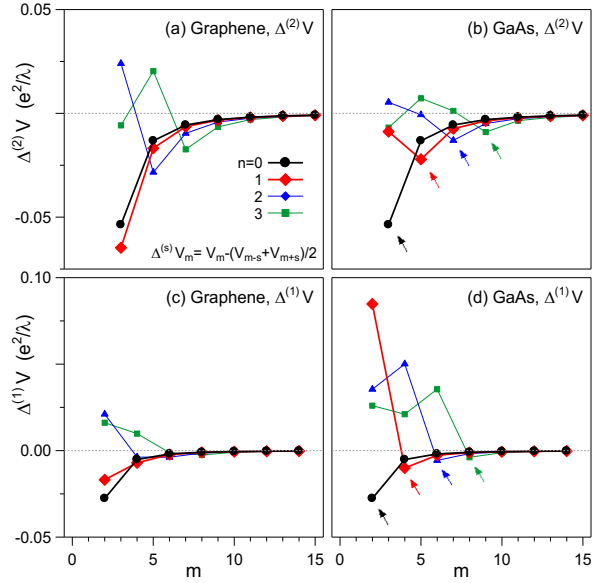 0.05
(a) Graphene, Δ⁽²⁾V
(b) GaAs, Δ⁽²⁾V
Δ⁽²⁾V (e²/λ)
0.00
n=0
1
2
3
-0.05
Δ⁽ˢ⁾Vₘ= Vₘ-(Vₘ₋ₛ+Vₘ₊ₛ)/2
0.10
(c) Graphene, Δ⁽¹⁾V
(d) GaAs, Δ⁽¹⁾V
0.05
Δ⁽¹⁾V (e²/λ)
0.00
-0.05
0 5 10 15 0 5 10 15
m m